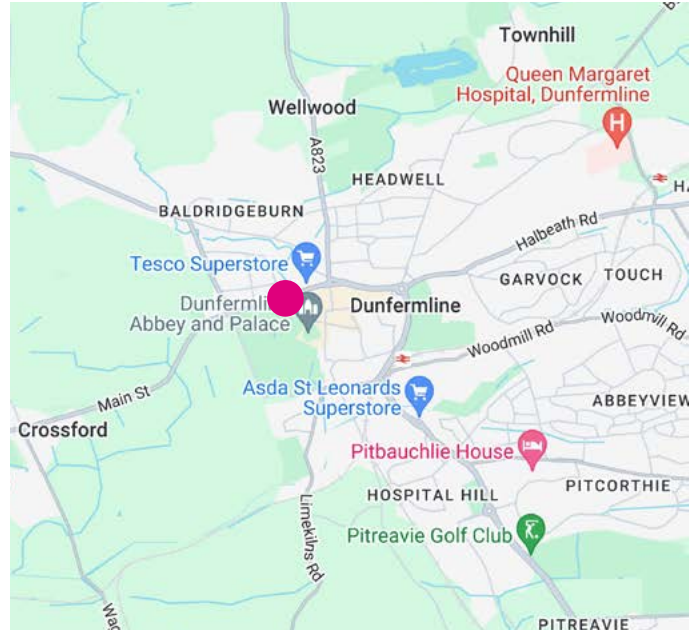 Townhill
Queen Margaret
Hospital, Dunfermline
H
Wellwood
A823
HEADWELL
BALDRIDGEBURN
Halbeath Rd
Tesco Superstore
GARVOCK
TOUCH
Abbey and Palace
Dunfermline
Woodmill Rd
Woodmill Rd
Asda St Leonards
Superstore
Main St
ABBEYVIEW
Crossford
Pitbauchlie House
PITCORTHIE
HOSPITAL HILL
Limekilns Rd
Pitreavie Golf Club
PITREAVIE